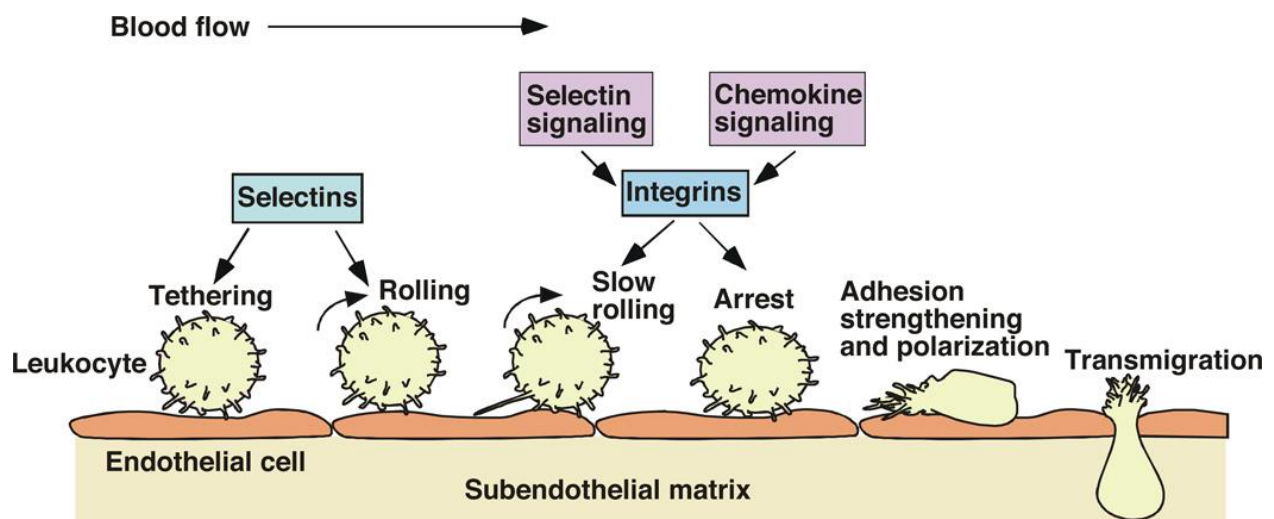 Blood flow
Selectin
signaling
Chemokine
signaling
Selectins
Integrins
Tethering
Rolling
Slow
rolling
Arrest
Adhesion
strengthening
and polarization
Transmigration
Leukocyte
Endothelial cell
Subendothelial matrix